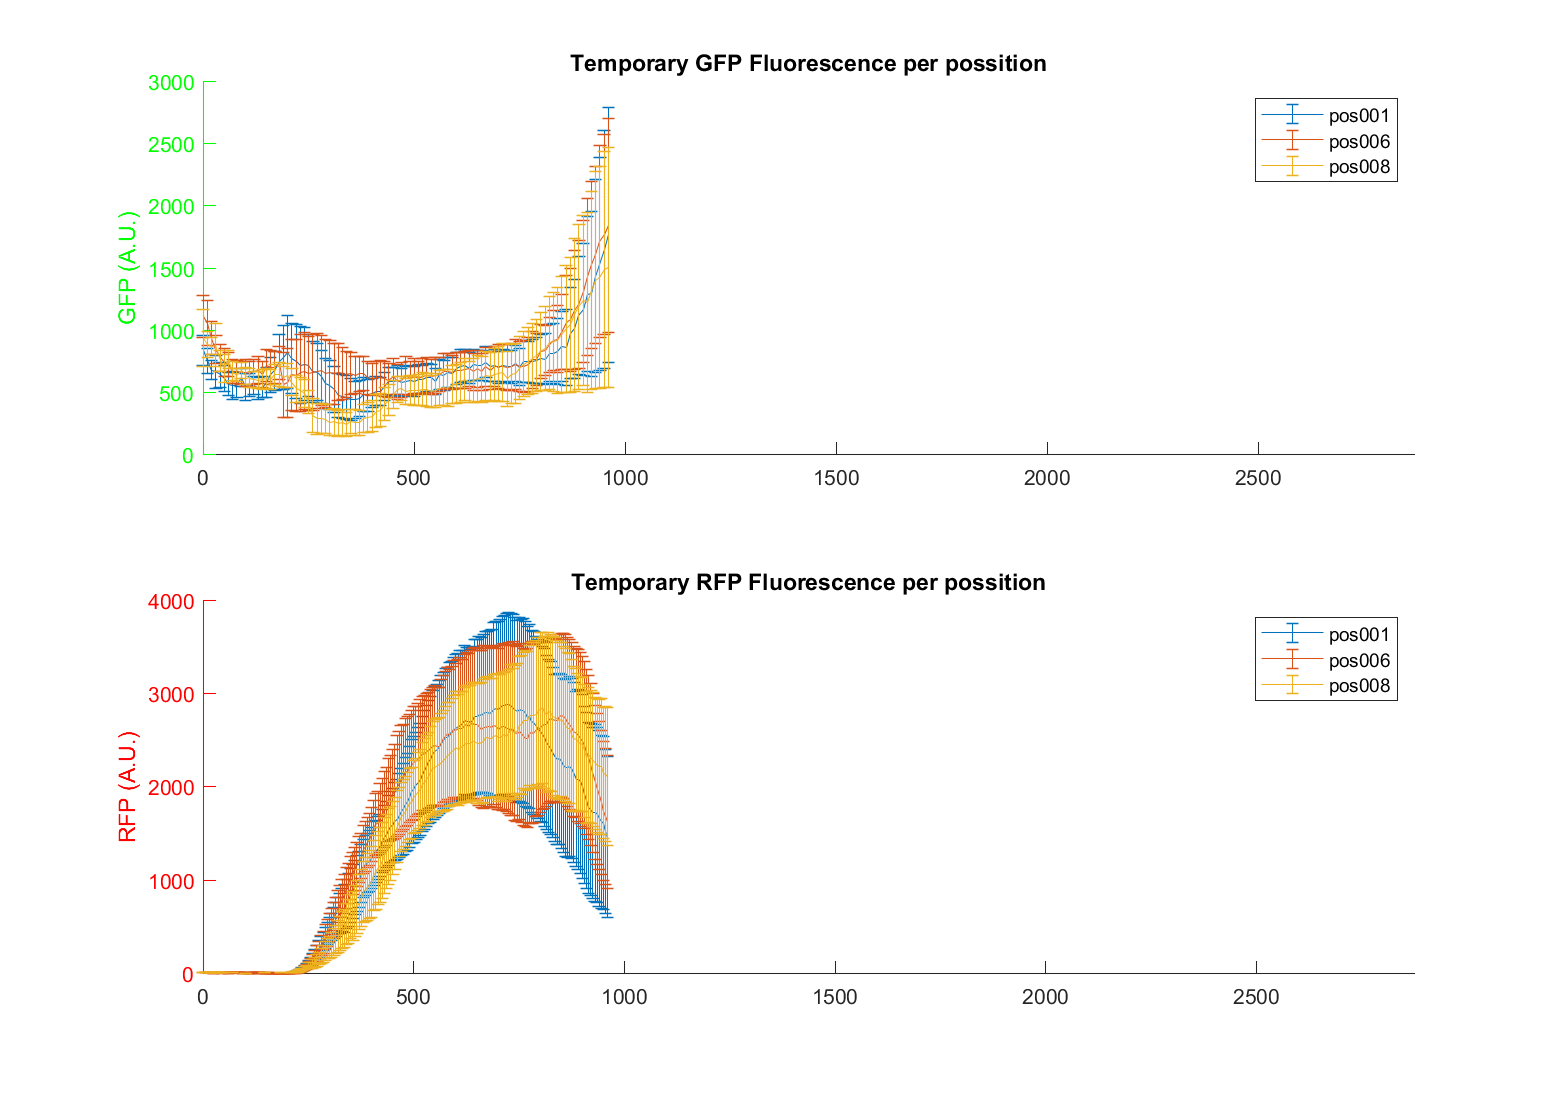 Temporary GFP Fluorescence per possition
3000
2500
2000
1500
1000
500
0
GFP (A.U.)
pos001
pos006
pos008
0 500 1000 1500 2000 2500
Temporary RFP Fluorescence per possition
4000
3000
2000
1000
0
RFP (A.U.)
pos001
pos006
pos008
0 500 1000 1500 2000 2500